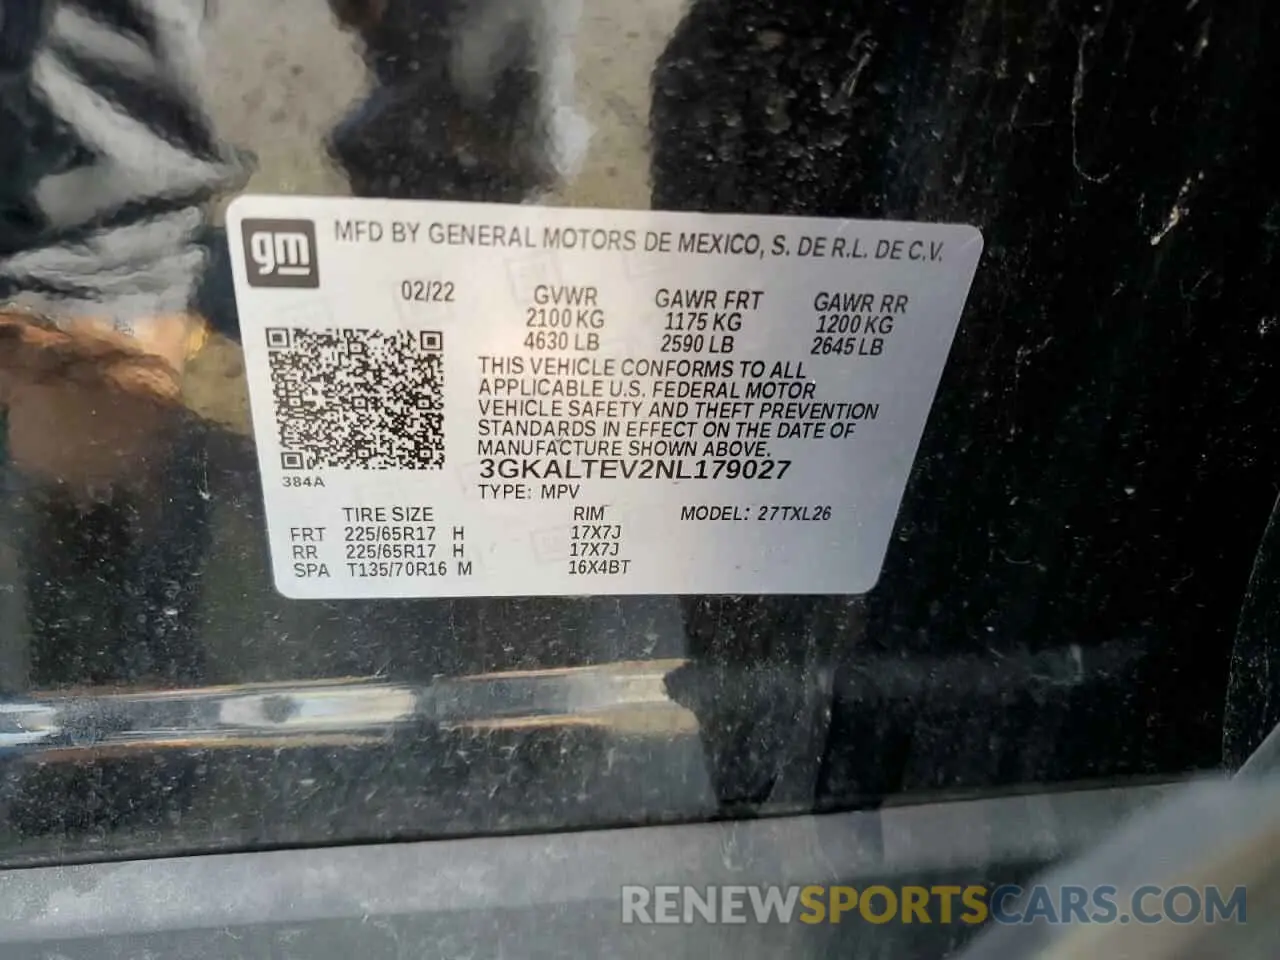 gm MFD BY GENERAL MOTORS DE MEXICO, S. DE R.L. DE C.V.
02/22 GVWR GAWR FRT GAWR RR
2100 KG 1175 KG 1200 KG
4630 LB 2590 LB 2645 LB
THIS VEHICLE CONFORMS TO ALL
APPLICABLE U.S. FEDERAL MOTOR
VEHICLE SAFETY AND THEFT PREVENTION
STANDARDS IN EFFECT ON THE DATE OF
MANUFACTURE SHOWN ABOVE.
3GKALTEV2NL179027
384A
TYPE: MPV
TIRE SIZE RIM MODEL: 27TXL26
FRT 225/65R17 H 17X7J
RR 225/65R17 H 17X7J
SPA T135/70R16 M 16X4BT
RENEWSPORTSCARS.COM